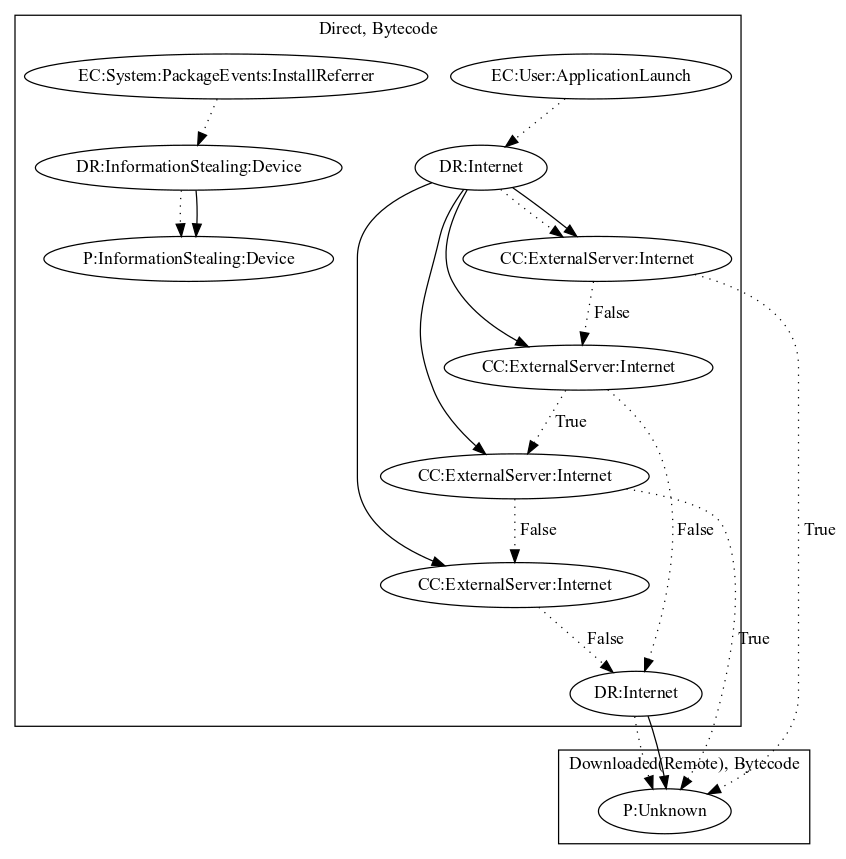 Direct, Bytecode
EC:System:PackageEvents:InstallReferrer
EC:User:ApplicationLaunch
DR:InformationStealing:Device
DR:Internet
P:InformationStealing:Device
CC:ExternalServer:Internet
False
CC:ExternalServer:Internet
True
CC:ExternalServer:Internet
False
False
True
CC:ExternalServer:Internet
False
True
DR:Internet
Downloaded(Remote), Bytecode
P:Unknown